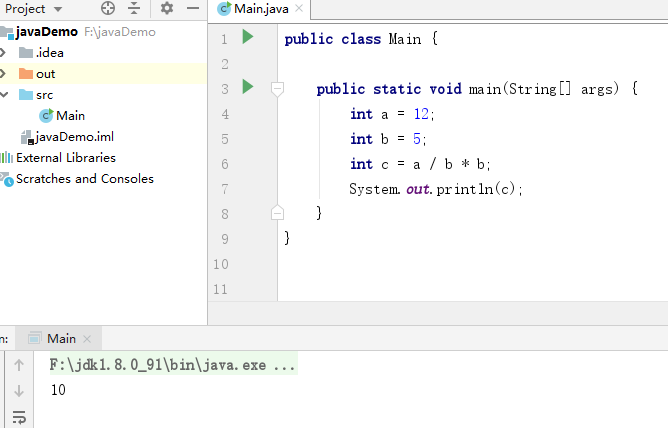 Project
Main.java
javaDemo F:\javaDemo
.idea
out
src
Main
javaDemo.iml
External Libraries
Scratches and Consoles
1 public class Main {
2
3 public static void main(String[] args) {
4 int a = 12;
5 int b = 5;
6 int c = a / b * b;
7 System.out.println(c);
8 }
9 }
10
11
n: Main
F:\jdk1.8.0_91\bin\java.exe ...
10